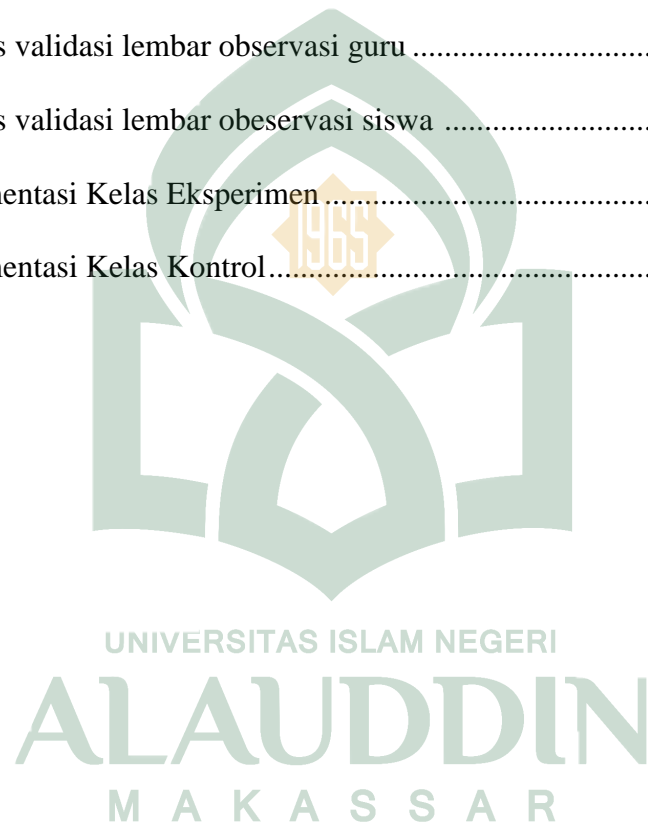 s validasi lembar observasi guru ............................
s validasi lembar obeservasi siswa ........................
nentasi Kelas Eksperimen ........................................
nentasi Kelas Kontrol ...............................................
1965
UNIVERSITAS ISLAM NEGERI
ALAUDDIN
MAKASSAR